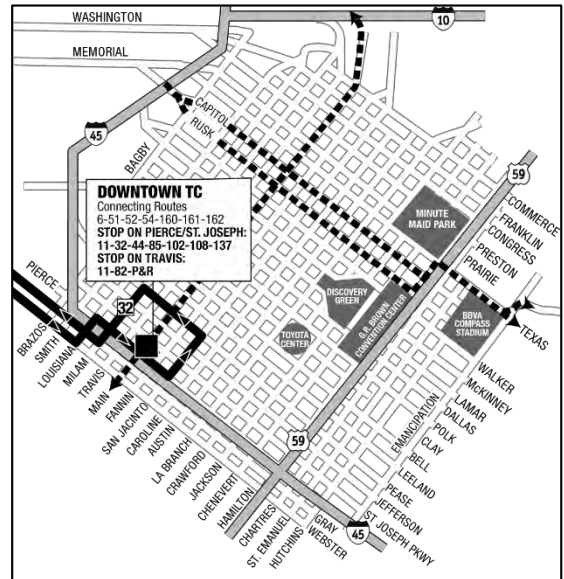 WASHINGTON
10
MEMORIAL
CAPITOL
RUSK
45
BAGBY
59
DOWNTOWN TC
Connecting Routes
6-51-52-54-160-161-162
STOP ON PIERCE/ST. JOSEPH:
11-32-44-85-102-108-137
STOP ON TRAVIS:
11-82-P&R
MINUTE
MAID PARK
COMMERCE
FRANKLIN
CONGRESS
PRESTON
PRAIRIE
TEXAS
DISCOVERY
GREEN
G.R. BROWN
CONVENTION CENTER
BBVA
COMPASS
STADIUM
TOYOTA
CENTER
PIERCE
32
BRAZOS
SMITH
LOUISIANA
MILAM
TRAVIS
MAIN
FANNIN
SAN JACINTO
CAROLINE
AUSTIN
LA BRANCH
CRAWFORD
JACKSON
CHENEVERT
HAMILTON
59
CHARTRES
ST. EMANUEL
HUTCHINS
EMANCIPATION
WALKER
McKINNEY
LAMAR
DALLAS
POLK
CLAY
BELL
LEELAND
PEASE
JEFFERSON
ST JOSEPH PKWY
GRAY
WEBSTER
45